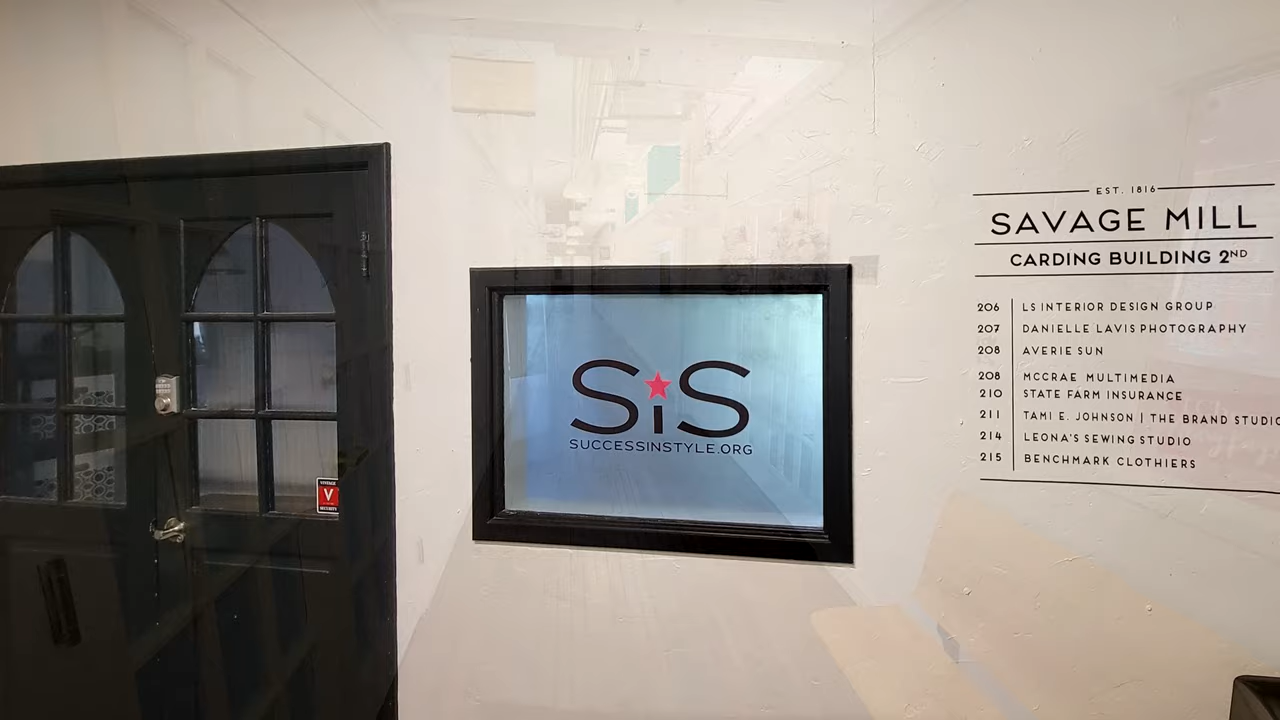 SiS
SUCCESSINSTYLE.ORG
VINTAGE
V
SECURITY
EST. 1816
SAVAGE MILL
CARDING BUILDING 2ND
206 LS INTERIOR DESIGN GROUP
207 DANIELLE LAVIS PHOTOGRAPHY
208 AVERIE SUN
208 MCCRAE MULTIMEDIA
210 STATE FARM INSURANCE
211 TAMI E. JOHNSON | THE BRAND STUDIO
214 LEONA'S SEWING STUDIO
215 BENCHMARK CLOTHIERS